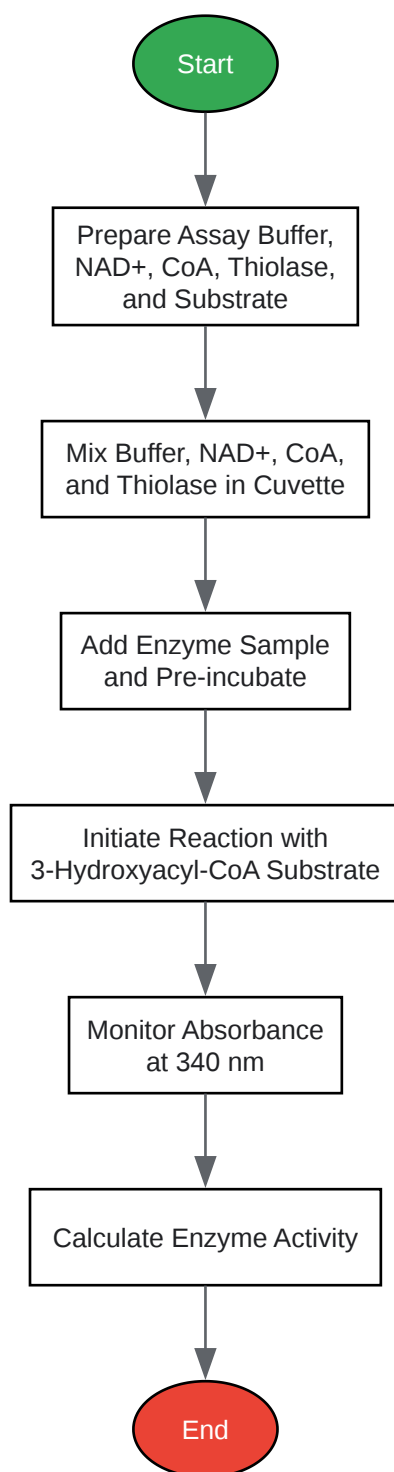 Start
Prepare Assay Buffer,
NAD+, CoA, Thiolase,
and Substrate
Mix Buffer, NAD+, CoA,
and Thiolase in Cuvette
Add Enzyme Sample
and Pre-incubate
Initiate Reaction with
3-Hydroxyacyl-CoA Substrate
Monitor Absorbance
at 340 nm
Calculate Enzyme Activity
End